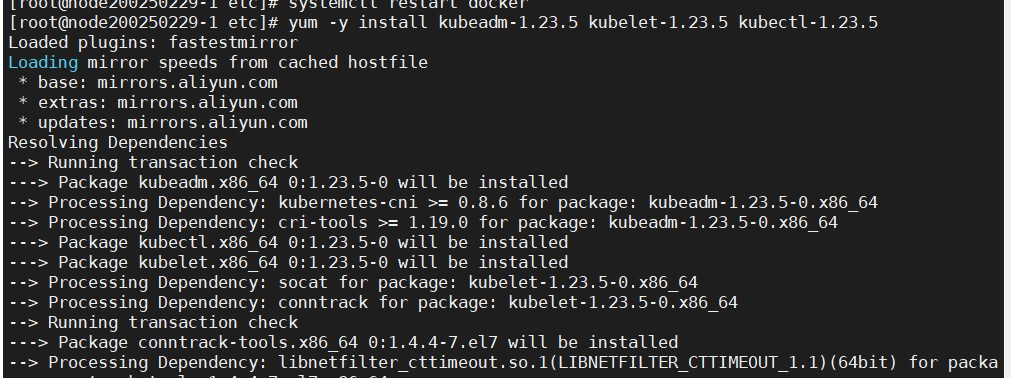 [root@node200250229-1 etc]# systemctl restart docker
[root@node200250229-1 etc]# yum -y install kubeadm-1.23.5 kubelet-1.23.5 kubectl-1.23.5
Loaded plugins: fastestmirror
Loading mirror speeds from cached hostfile
 * base: mirrors.aliyun.com
 * extras: mirrors.aliyun.com
 * updates: mirrors.aliyun.com
Resolving Dependencies
--> Running transaction check
---> Package kubeadm.x86_64 0:1.23.5-0 will be installed
--> Processing Dependency: kubernetes-cni >= 0.8.6 for package: kubeadm-1.23.5-0.x86_64
--> Processing Dependency: cri-tools >= 1.19.0 for package: kubeadm-1.23.5-0.x86_64
---> Package kubectl.x86_64 0:1.23.5-0 will be installed
---> Package kubelet.x86_64 0:1.23.5-0 will be installed
--> Processing Dependency: socat for package: kubelet-1.23.5-0.x86_64
--> Processing Dependency: conntrack for package: kubelet-1.23.5-0.x86_64
--> Running transaction check
---> Package conntrack-tools.x86_64 0:1.4.4-7.el7 will be installed
--> Processing Dependency: libnetfilter_cttimeout.so.1(LIBNETFILTER_CTTIMEOUT_1.1)(64bit) for packa